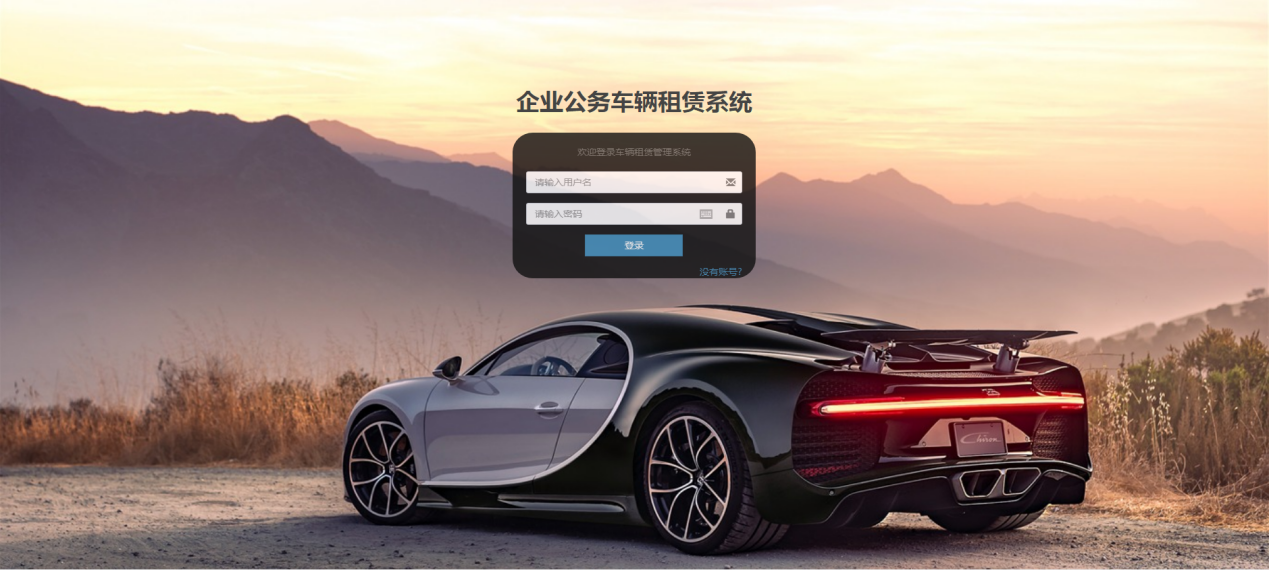 企业公务车辆租赁系统
欢迎登录车辆租赁管理系统
请输入用户名
请输入密码
登录
没有账号?
Chiron